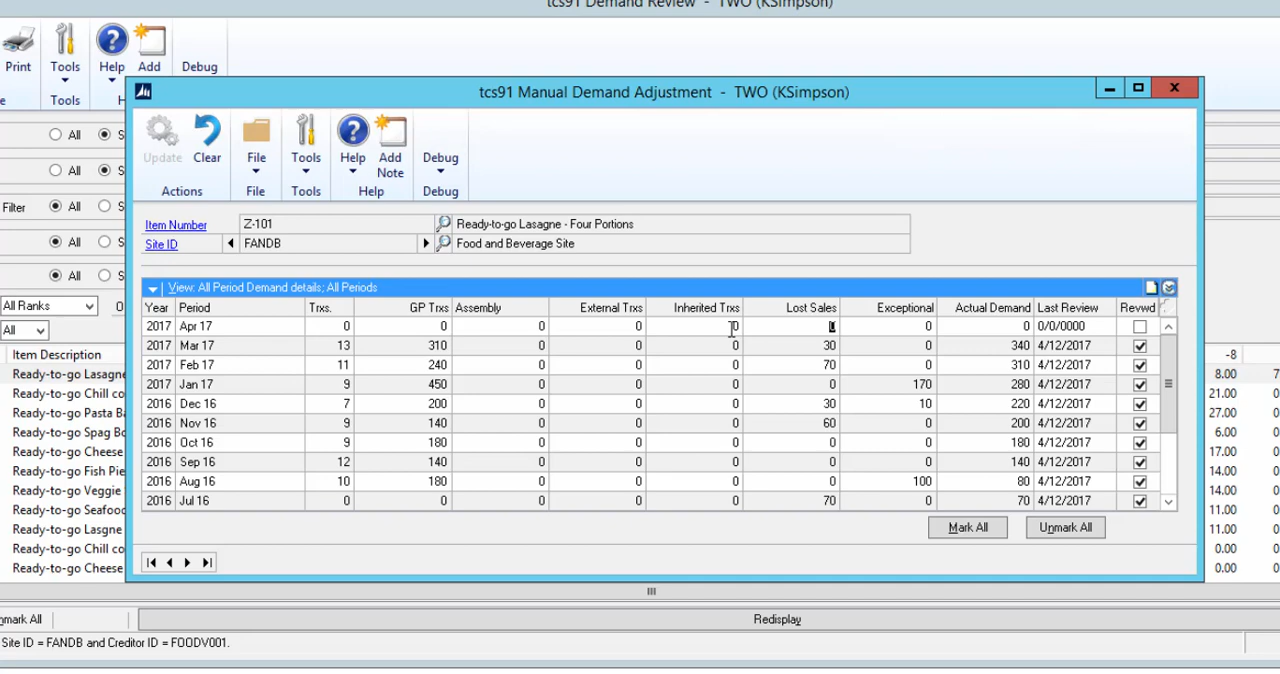 tcs91 Demand Review - TWO (KSimpson)
Print Tools Help Add Debug
Tools
tcs91 Manual Demand Adjustment - TWO (KSimpson)
Update Clear File Tools Help Add Note Debug
Actions File Tools Help Debug
All
All
Filter All
All
All
All Ranks
All
Item Number Z-101 Ready-to-go Lasagne - Four Portions
Site ID FANDB Food and Beverage Site
View: All Period Demand details; All Periods
Year Period Trxs. GP Trxs Assembly External Trxs Inherited Trxs Lost Sales Exceptional Actual Demand Last Review Revwd
2017 Apr 17 0 0 0 0 0 0 0 0/0/0000
2017 Mar 17 13 310 0 0 0 30 0 340 4/12/2017
2017 Feb 17 11 240 0 0 0 70 0 310 4/12/2017
2017 Jan 17 9 450 0 0 0 0 170 280 4/12/2017
2016 Dec 16 7 200 0 0 0 30 10 220 4/12/2017
2016 Nov 16 9 140 0 0 0 60 0 200 4/12/2017
2016 Oct 16 9 180 0 0 0 0 0 180 4/12/2017
2016 Sep 16 12 140 0 0 0 0 0 140 4/12/2017
2016 Aug 16 10 180 0 0 0 0 100 80 4/12/2017
2016 Jul 16 0 0 0 0 0 70 0 70 4/12/2017
Mark All Unmark All
Item Description -8
Ready-to-go Lasagne 8.00
Ready-to-go Chill co 21.00
Ready-to-go Pasta Ba 27.00
Ready-to-go Spag Bo 6.00
Ready-to-go Cheese 17.00
Ready-to-go Fish Pie 14.00
Ready-to-go Veggie 14.00
Ready-to-go Seafood 11.00
Ready-to-go Lasgne 11.00
Ready-to-go Chill co 0.00
Ready-to-go Cheese 0.00
nmark All Redisplay
Site ID = FANDB and Creditor ID = FOODV001.